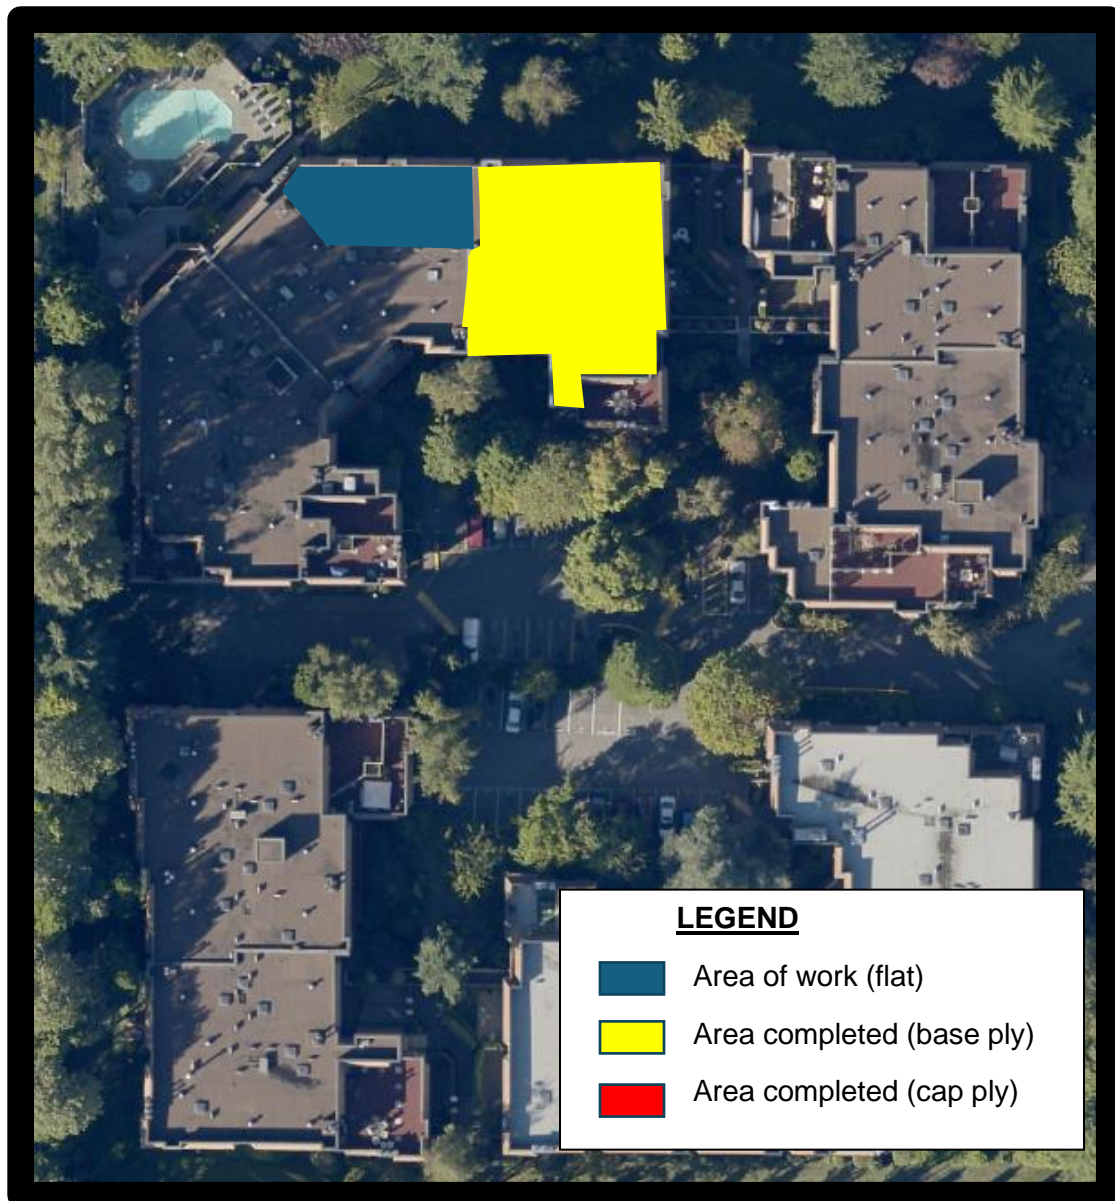 LEGEND
Area of work (flat)
Area completed (base ply)
Area completed (cap ply)